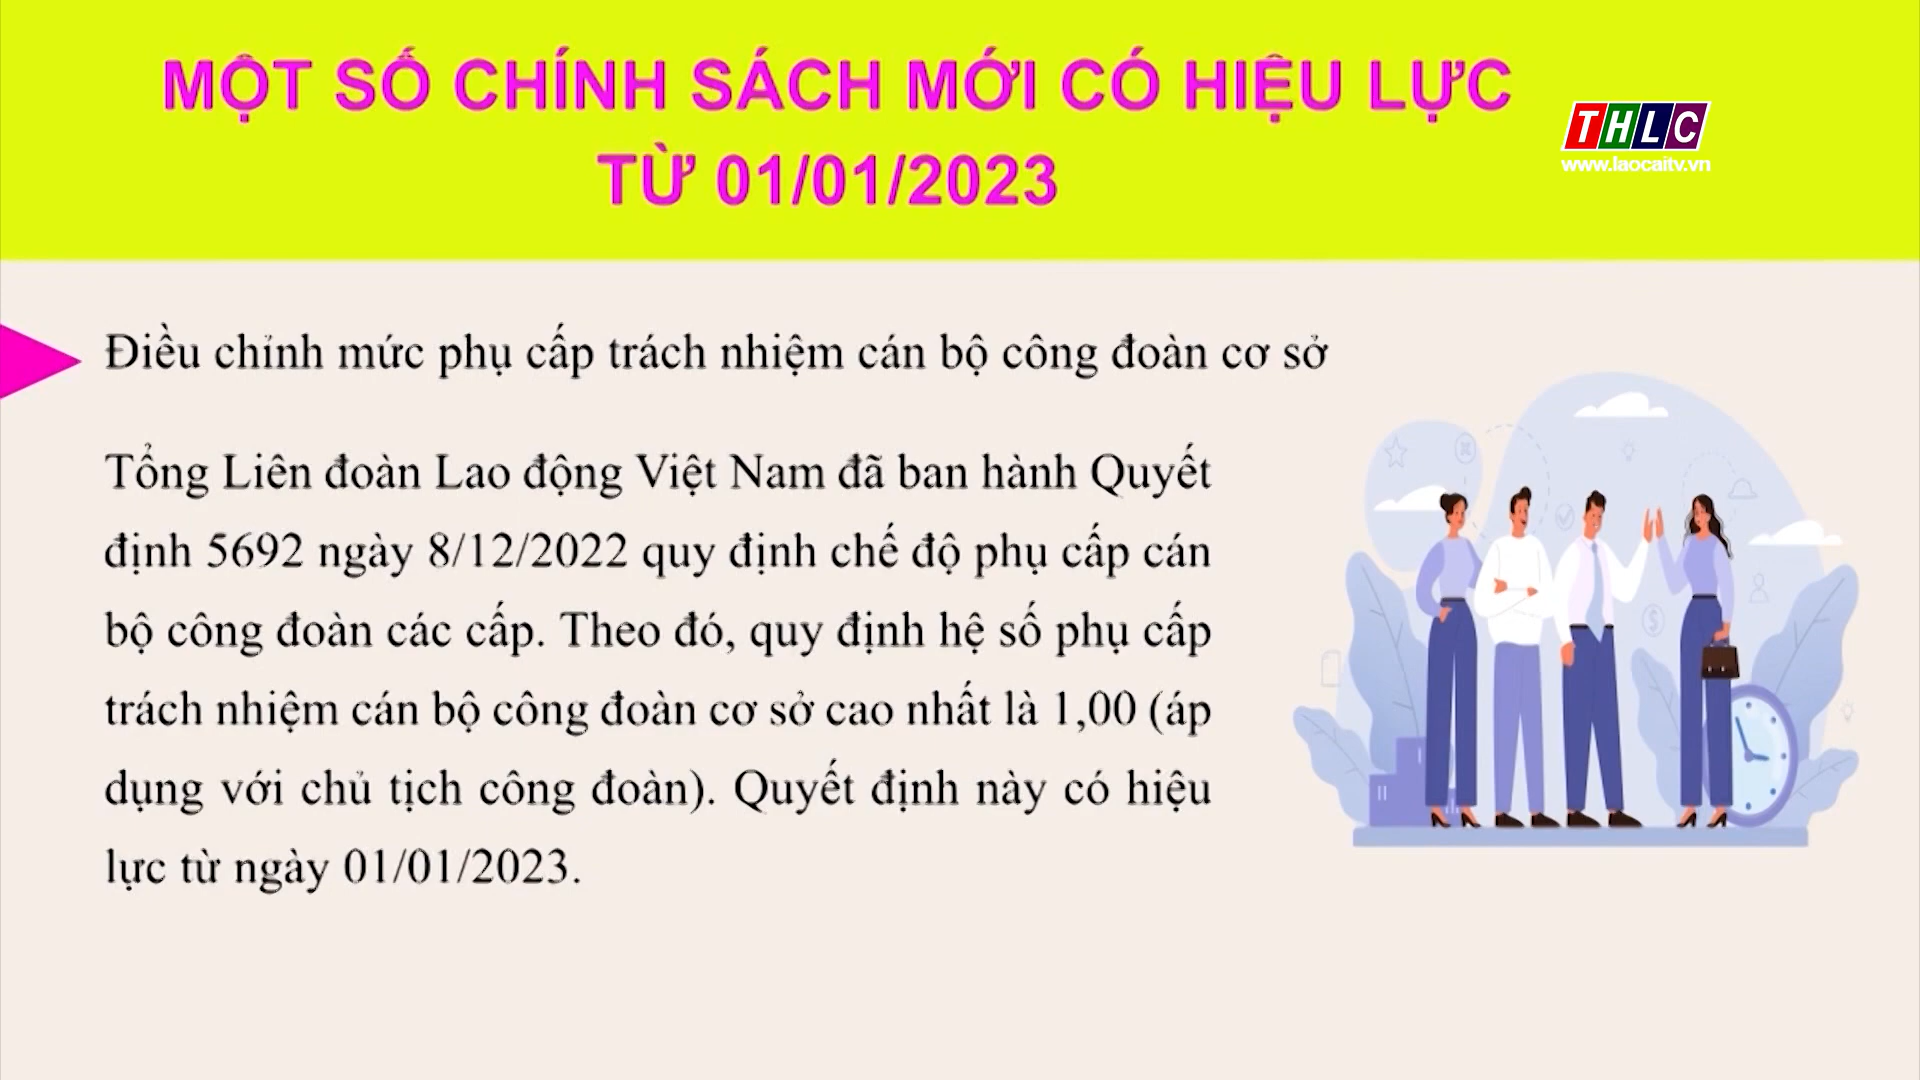 MỘT SỐ CHÍNH SÁCH MỚI CÓ HIỆU LỰC
TỪ 01/01/2023
THLC
www.laocaitv.vn
Điều chỉnh mức phụ cấp trách nhiệm cán bộ công đoàn cơ sở
Tổng Liên đoàn Lao động Việt Nam đã ban hành Quyết
định 5692 ngày 8/12/2022 quy định chế độ phụ cấp cán
bộ công đoàn các cấp. Theo đó, quy định hệ số phụ cấp
trách nhiệm cán bộ công đoàn cơ sở cao nhất là 1,00 (áp
dụng với chủ tịch công đoàn). Quyết định này có hiệu
lực từ ngày 01/01/2023.